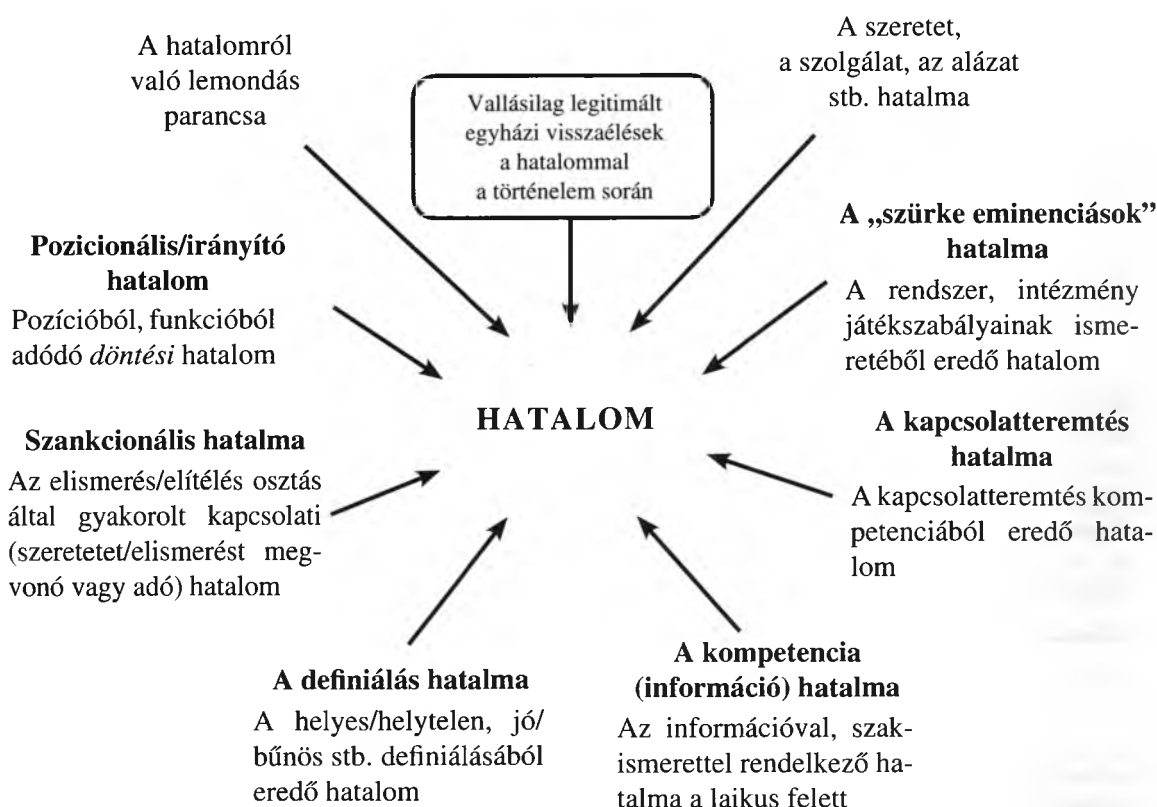 A hatalomról
való lemondás
parancsa
Vallásilag legitimált
egyházi visszaélések
a hatalommal
a történelem során
A szeretet,
a szolgálat, az alázat
stb. hatalma
Pozicionális/irányító
hatalom
Pozícióból, funkcióból
adódó döntési hatalom
A „szürke eminenciások”
hatalma
A rendszer, intézmény
játékszabályainak isme-
retéből eredő hatalom
HATALOM
Szankcionális hatalma
Az elismerés/elítélés osztás
által gyakorolt kapcsolati
(szeretetet/elismerést meg-
vonó vagy adó) hatalom
A kapcsolatteremtés
hatalma
A kapcsolatteremtés kom-
petenciából eredő hata-
lom
A definiálás hatalma
A helyes/helytelen, jó/
bűnös stb. definiálásából
eredő hatalom
A kompetencia
(információ) hatalma
Az információval, szak-
ismerettel rendelkező ha-
talma a laikus felett